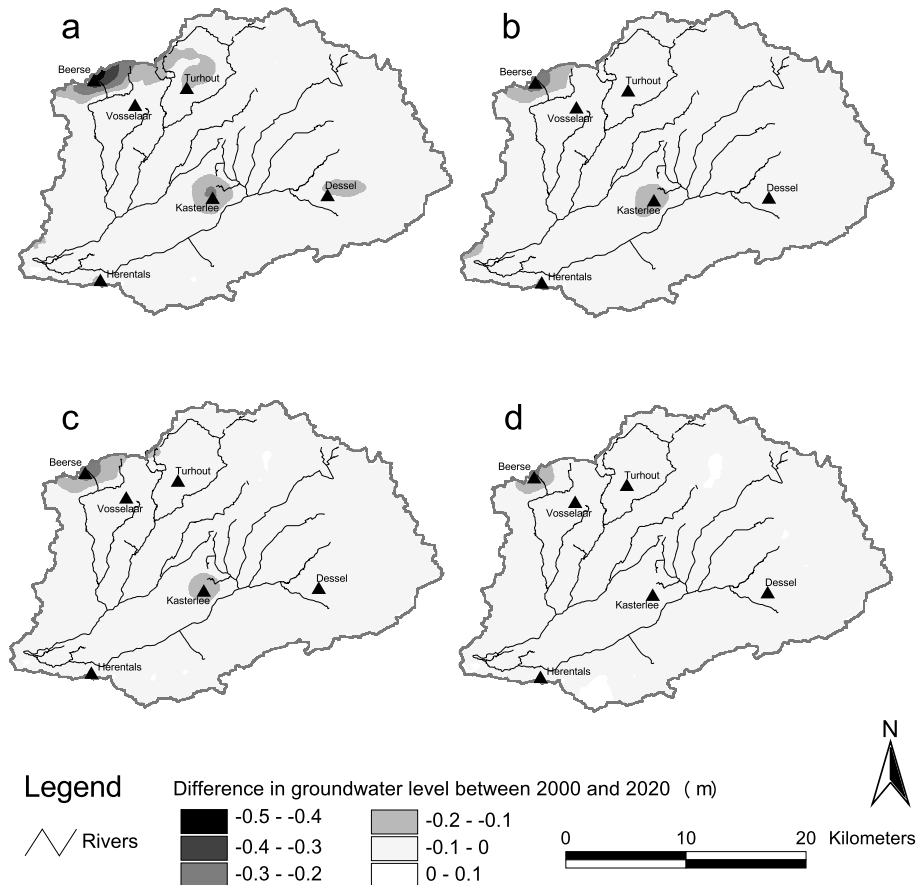 a
Beerse
Turhout
Vosselaar
Kasterlee
Dessel
Herentals
b
Beerse
Turhout
Vosselaar
Kasterlee
Dessel
Herentals
c
Beerse
Turhout
Vosselaar
Kasterlee
Dessel
Herentals
d
Beerse
Turhout
Vosselaar
Kasterlee
Dessel
Herentals
N
Legend
Rivers
Difference in groundwater level between 2000 and 2020 (m)
-0.5 - -0.4
-0.4 - -0.3
-0.3 - -0.2
-0.2 - -0.1
-0.1 - 0
0 - 0.1
0 10 20 Kilometers